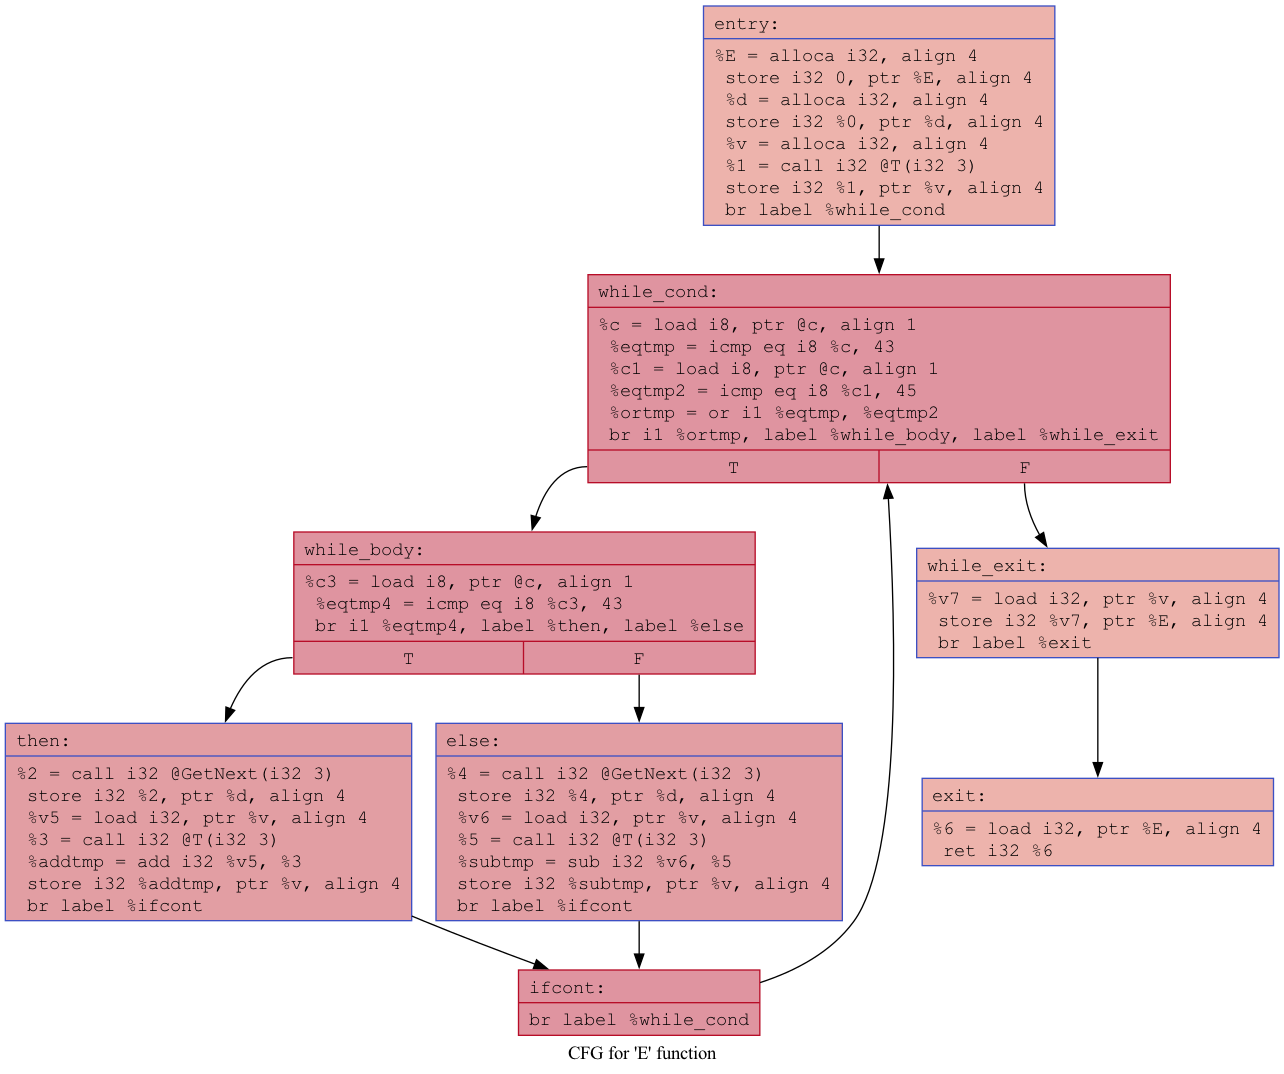 entry:
%E = alloca i32, align 4
store i32 0, ptr %E, align 4
%d = alloca i32, align 4
store i32 %0, ptr %d, align 4
%v = alloca i32, align 4
%1 = call i32 @T(i32 3)
store i32 %1, ptr %v, align 4
br label %while_cond
while_cond:
%c = load i8, ptr @c, align 1
%eqtmp = icmp eq i8 %c, 43
%c1 = load i8, ptr @c, align 1
%eqtmp2 = icmp eq i8 %c1, 45
%ortmp = or i1 %eqtmp, %eqtmp2
br i1 %ortmp, label %while_body, label %while_exit
T
F
while_body:
%c3 = load i8, ptr @c, align 1
%eqtmp4 = icmp eq i8 %c3, 43
br i1 %eqtmp4, label %then, label %else
T
F
while_exit:
%v7 = load i32, ptr %v, align 4
store i32 %v7, ptr %E, align 4
br label %exit
then:
%2 = call i32 @GetNext(i32 3)
store i32 %2, ptr %d, align 4
%v5 = load i32, ptr %v, align 4
%3 = call i32 @T(i32 3)
%addtmp = add i32 %v5, %3
store i32 %addtmp, ptr %v, align 4
br label %ifcont
else:
%4 = call i32 @GetNext(i32 3)
store i32 %4, ptr %d, align 4
%v6 = load i32, ptr %v, align 4
%5 = call i32 @T(i32 3)
%subtmp = sub i32 %v6, %5
store i32 %subtmp, ptr %v, align 4
br label %ifcont
exit:
%6 = load i32, ptr %E, align 4
ret i32 %6
ifcont:
br label %while_cond
CFG for 'E' function